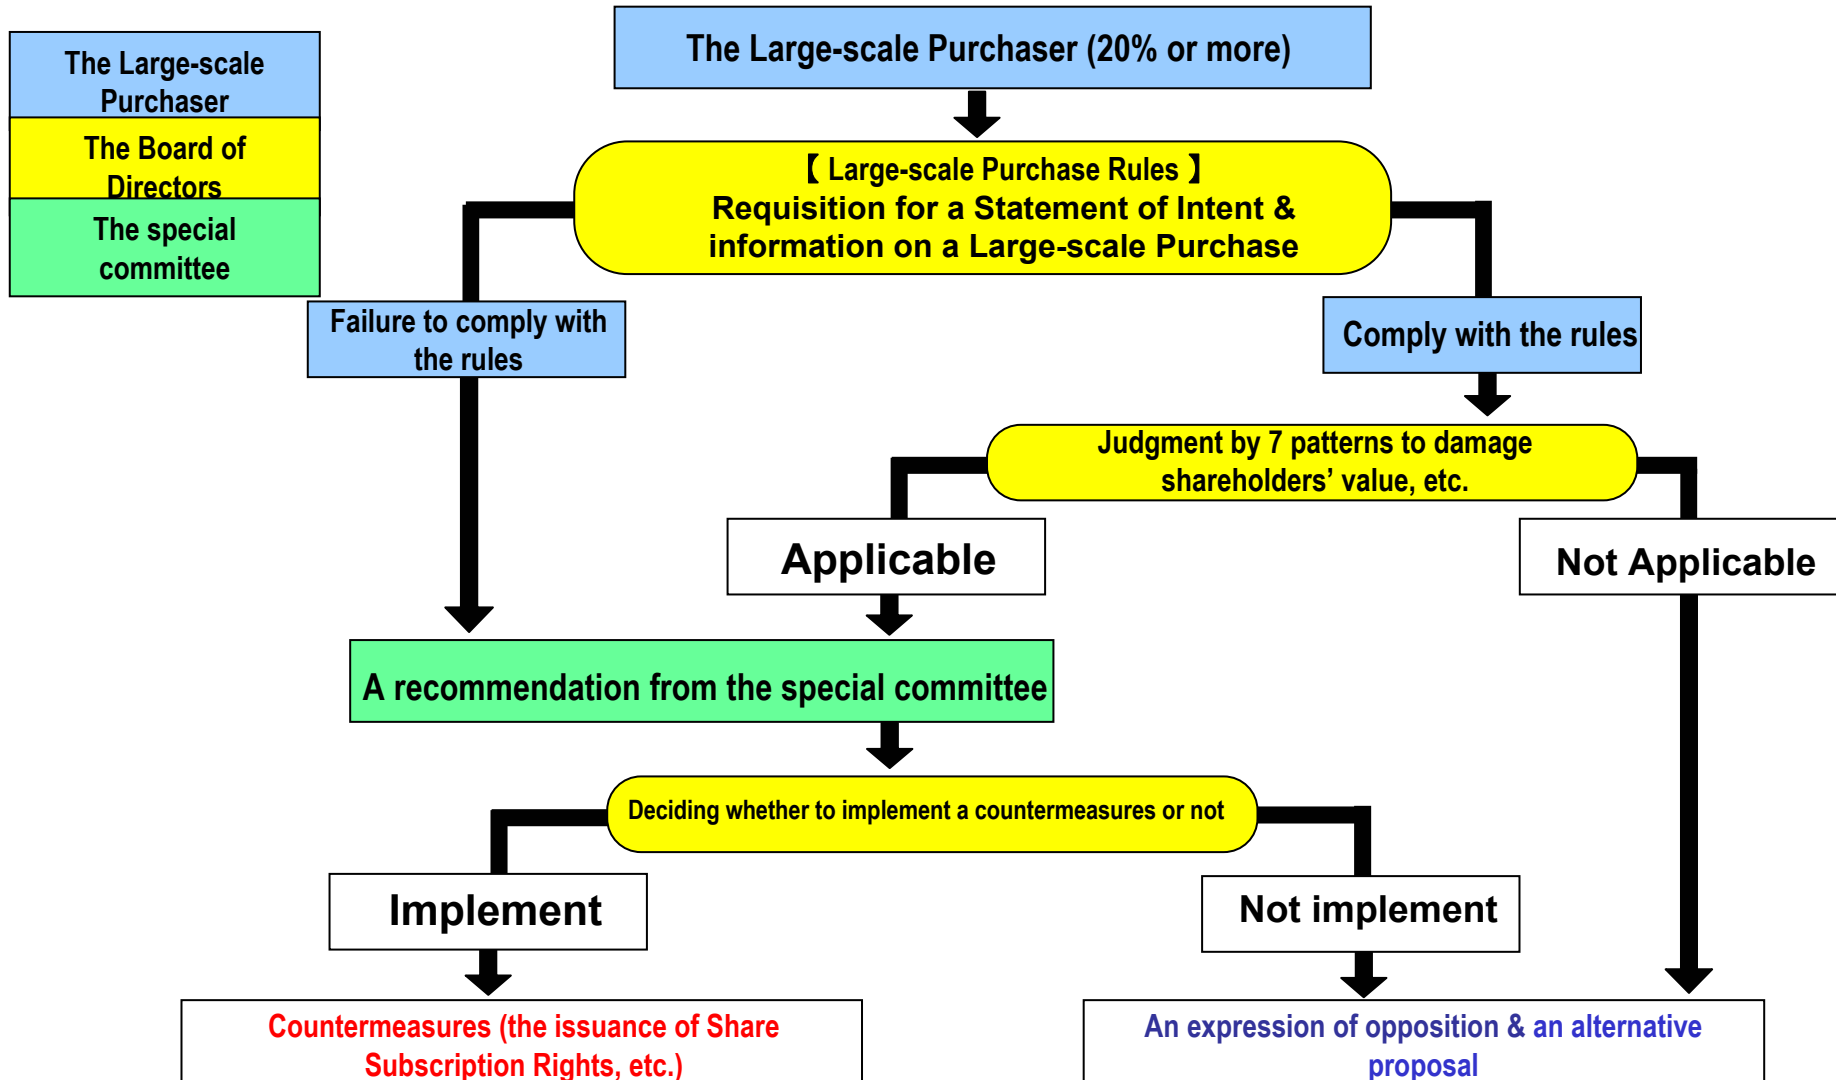 The Large-scale
Purchaser
The Board of
Directors
The special
committee
The Large-scale Purchaser (20% or more)
【 Large-scale Purchase Rules 】
Requisition for a Statement of Intent &
information on a Large-scale Purchase
Failure to comply with
the rules
Comply with the rules
Judgment by 7 patterns to damage
shareholders’ value, etc.
Applicable
Not Applicable
A recommendation from the special committee
Deciding whether to implement a countermeasures or not
Implement
Not implement
Countermeasures (the issuance of Share
Subscription Rights, etc.)
An expression of opposition & an alternative
proposal